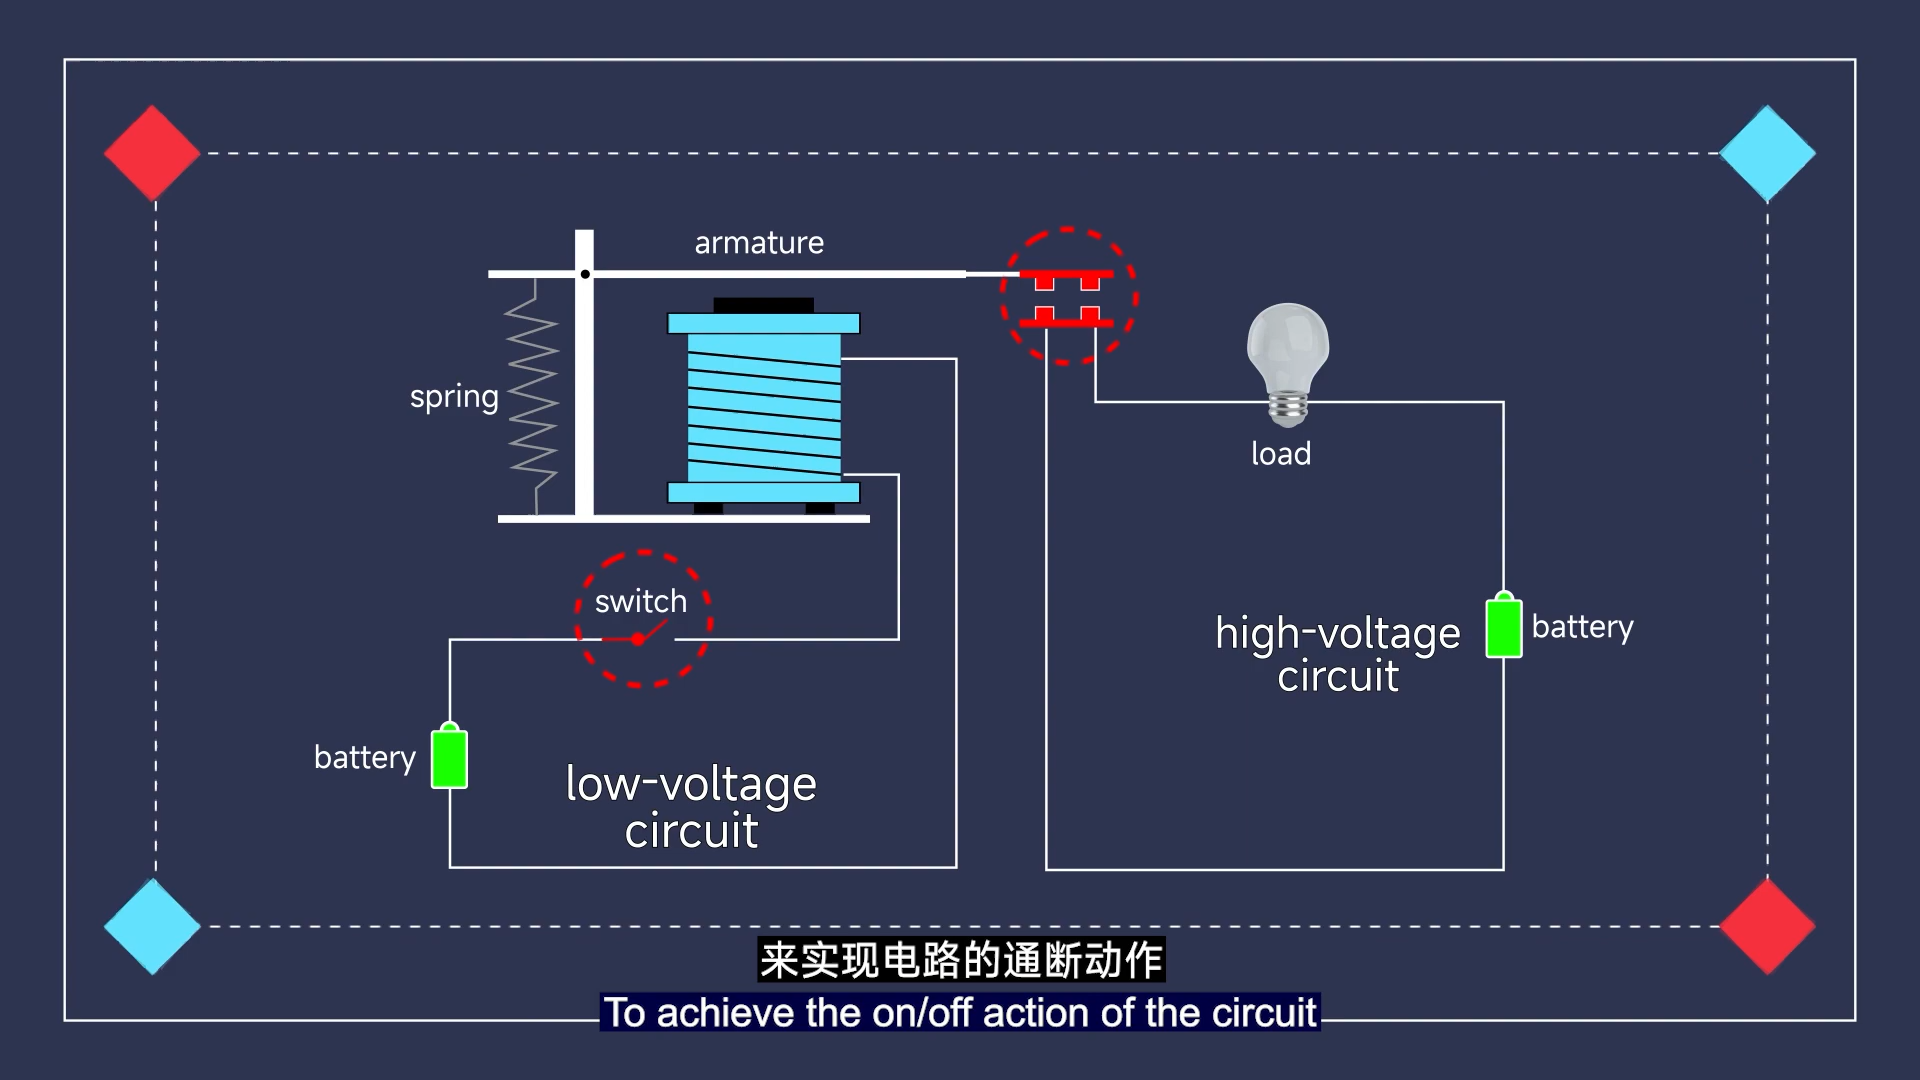 armature
spring
load
switch
high-voltage
circuit
battery
battery
low-voltage
circuit
来实现电路的通断动作
To achieve the on/off action of the circuit